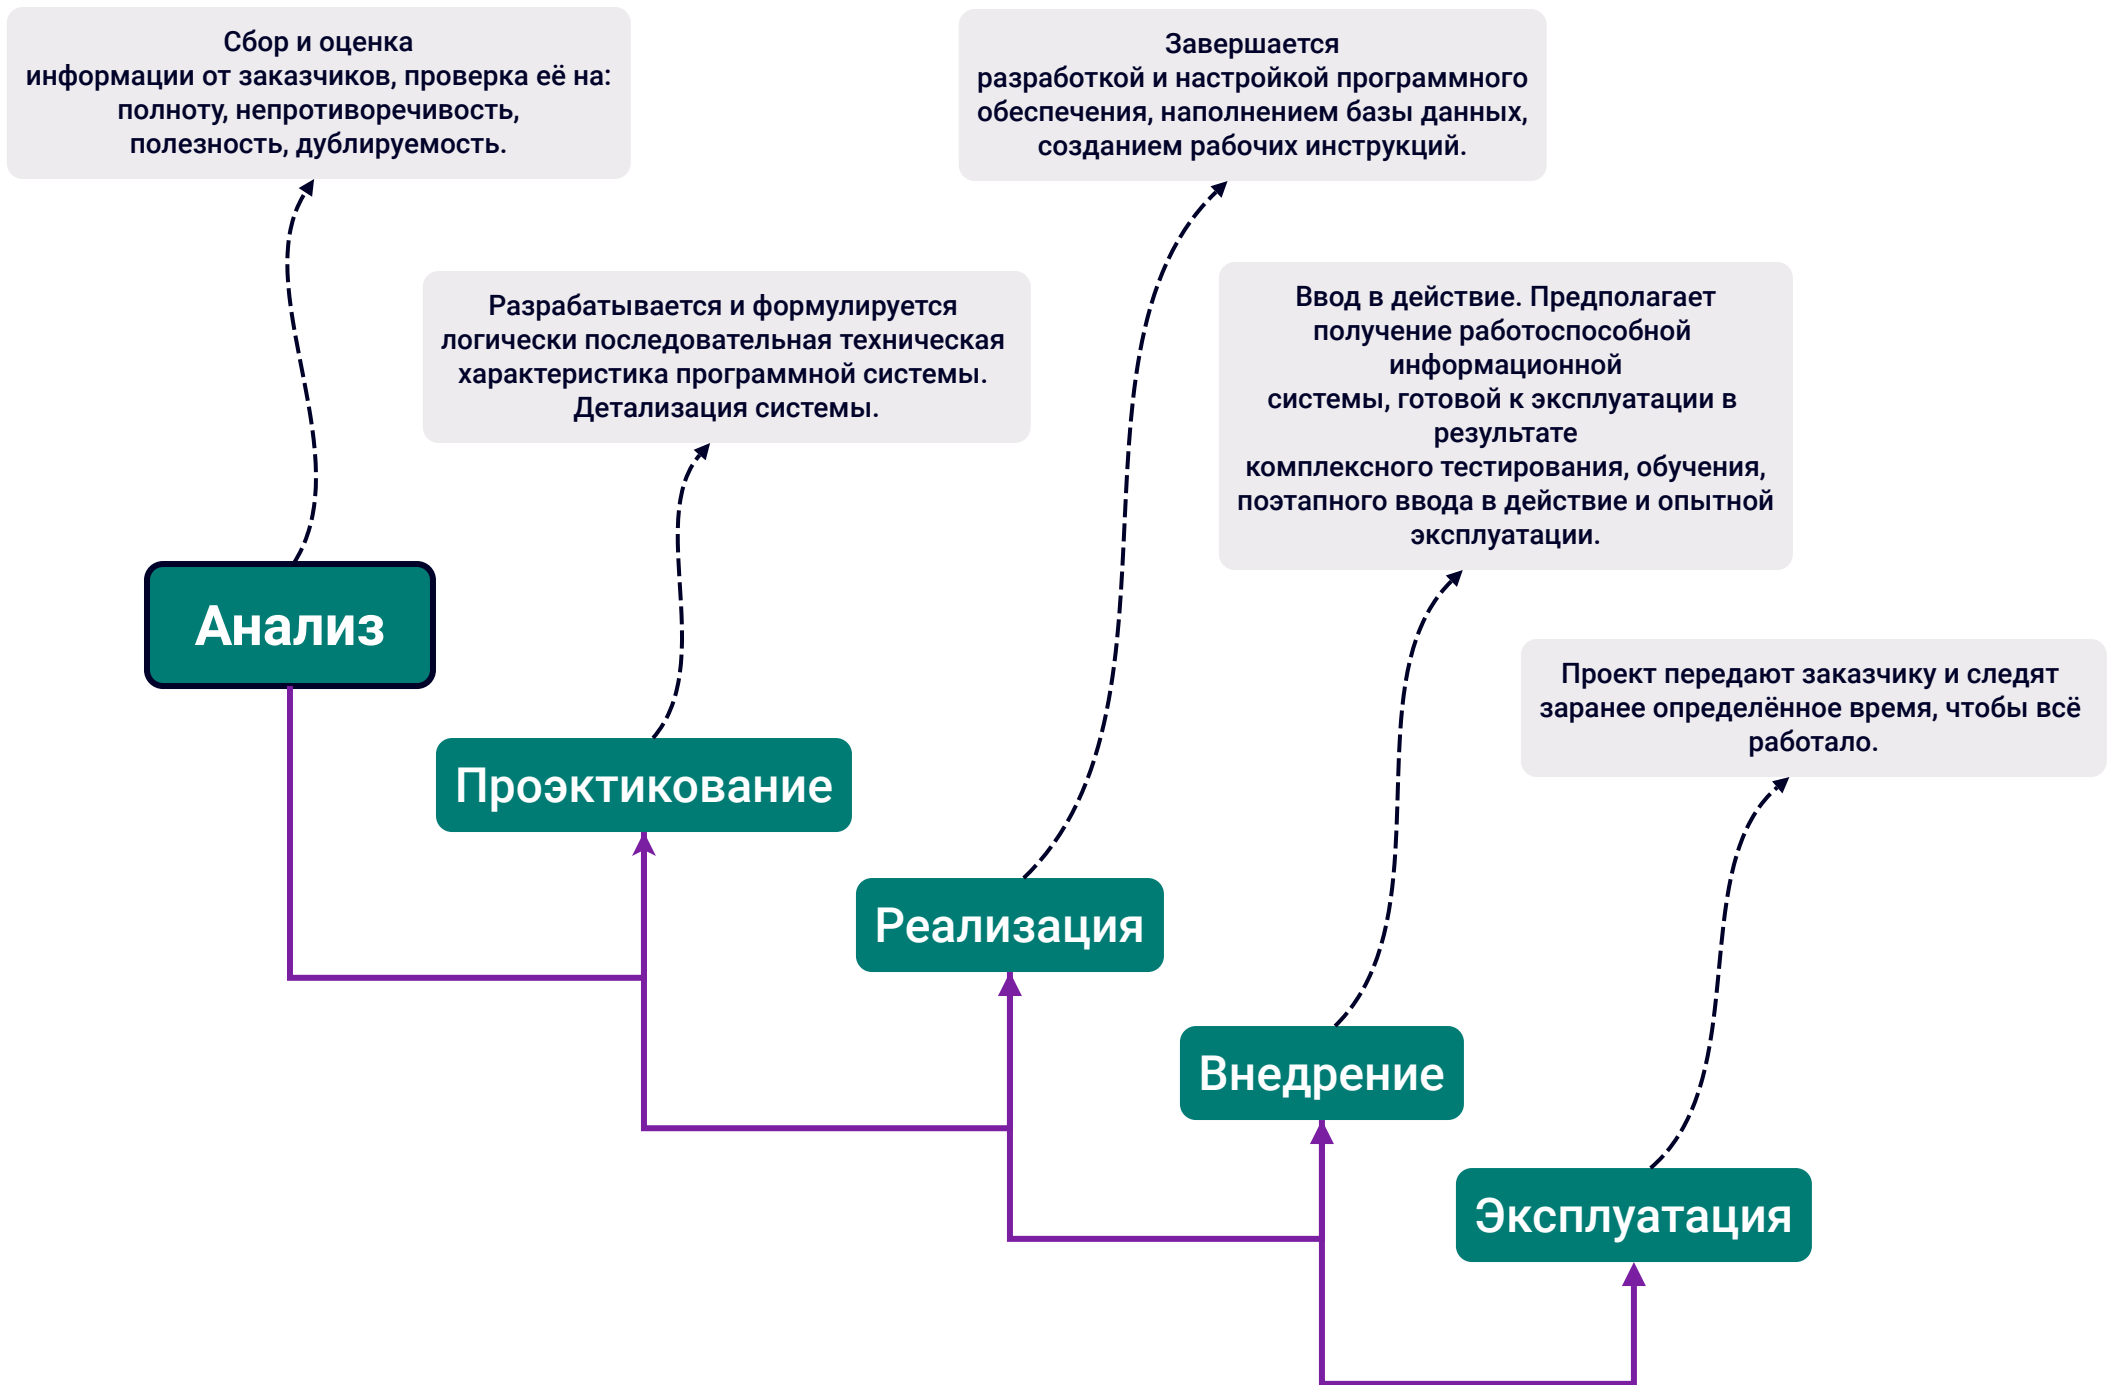 Сбор и оценка
информации от заказчиков, проверка её на:
полноту, непротиворечивость,
полезность, дублируемость.
Завершается
разработкой и настройкой программного
обеспечения, наполнением базы данных,
созданием рабочих инструкций.
Разрабатывается и формулируется
логически последовательная техническая
характеристика программной системы.
Детализация системы.
Ввод в действие. Предполагает
получение работоспособной
информационной
системы, готовой к эксплуатации в
результате
комплексного тестирования, обучения,
поэтапного ввода в действие и опытной
эксплуатации.
Анализ
Проект передают заказчику и следят
заранее определённое время, чтобы всё
работало.
Проэктикование
Реализация
Внедрение
Эксплуатация